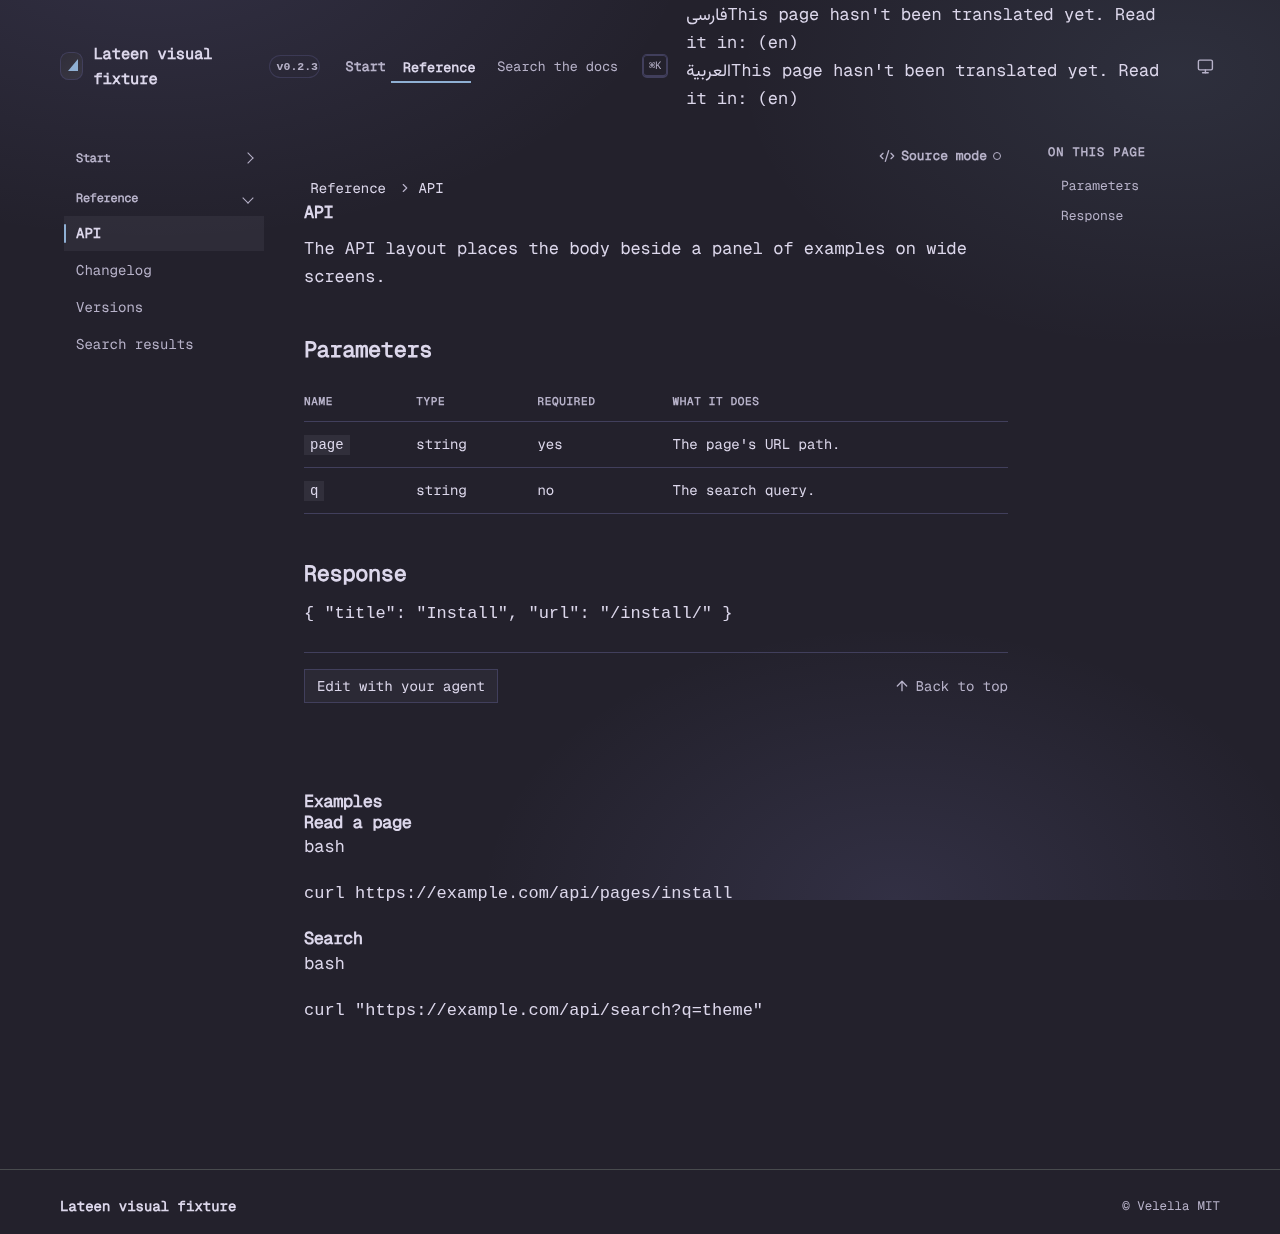 Lateen visual
fixture
v0.2.3
Start
Reference
Search the docs
⌘K
فارسیThis page hasn't been translated yet. Read
it in: (en)
العربيةThis page hasn't been translated yet. Read
it in: (en)
Start
Reference
API
Changelog
Versions
Search results
Source mode
Reference > API
API
The API layout places the body beside a panel of examples on wide
screens.
Parameters
NAME TYPE REQUIRED WHAT IT DOES
page string yes The page's URL path.
q string no The search query.
Response
{ "title": "Install", "url": "/install/" }
Edit with your agent
↑ Back to top
Examples
Read a page
bash
curl https://example.com/api/pages/install
Search
bash
curl "https://example.com/api/search?q=theme"
ON THIS PAGE
Parameters
Response
Lateen visual fixture
© Velella MIT